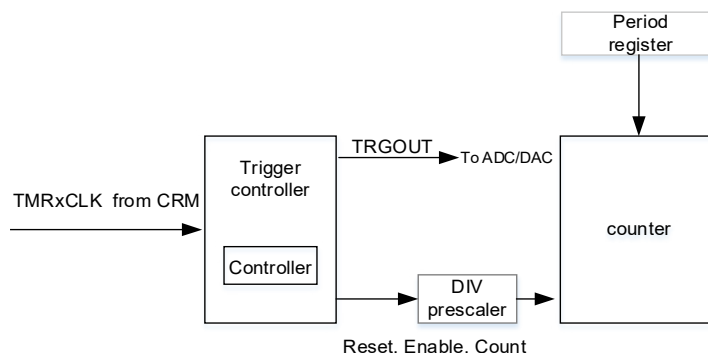 Period
register
TRGOUT
To ADC/DAC
Trigger
controller
TMRxCLK from CRM
counter
Controller
DIV
prescaler
Reset, Enable, Count